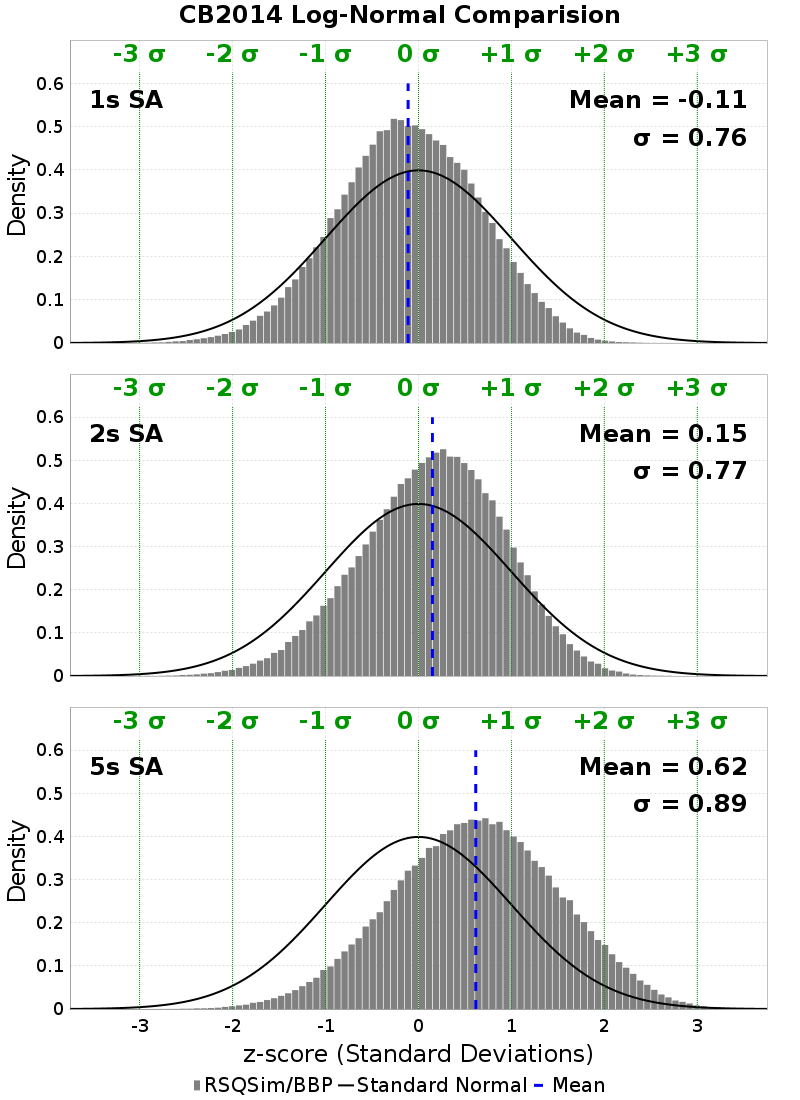 CB2014 Log-Normal Comparision
-3 σ -2 σ -1 σ 0 σ +1 σ +2 σ +3 σ
1s SA
Mean = -0.11
σ = 0.76
0.6
0.5
0.4
0.3
0.2
0.1
0
Density
-3 σ -2 σ -1 σ 0 σ +1 σ +2 σ +3 σ
2s SA
Mean = 0.15
σ = 0.77
0.6
0.5
0.4
0.3
0.2
0.1
0
Density
-3 σ -2 σ -1 σ 0 σ +1 σ +2 σ +3 σ
5s SA
Mean = 0.62
σ = 0.89
0.6
0.5
0.4
0.3
0.2
0.1
0
Density
-3 -2 -1 0 1 2 3
z-score (Standard Deviations)
RSQSim/BBP Standard Normal Mean